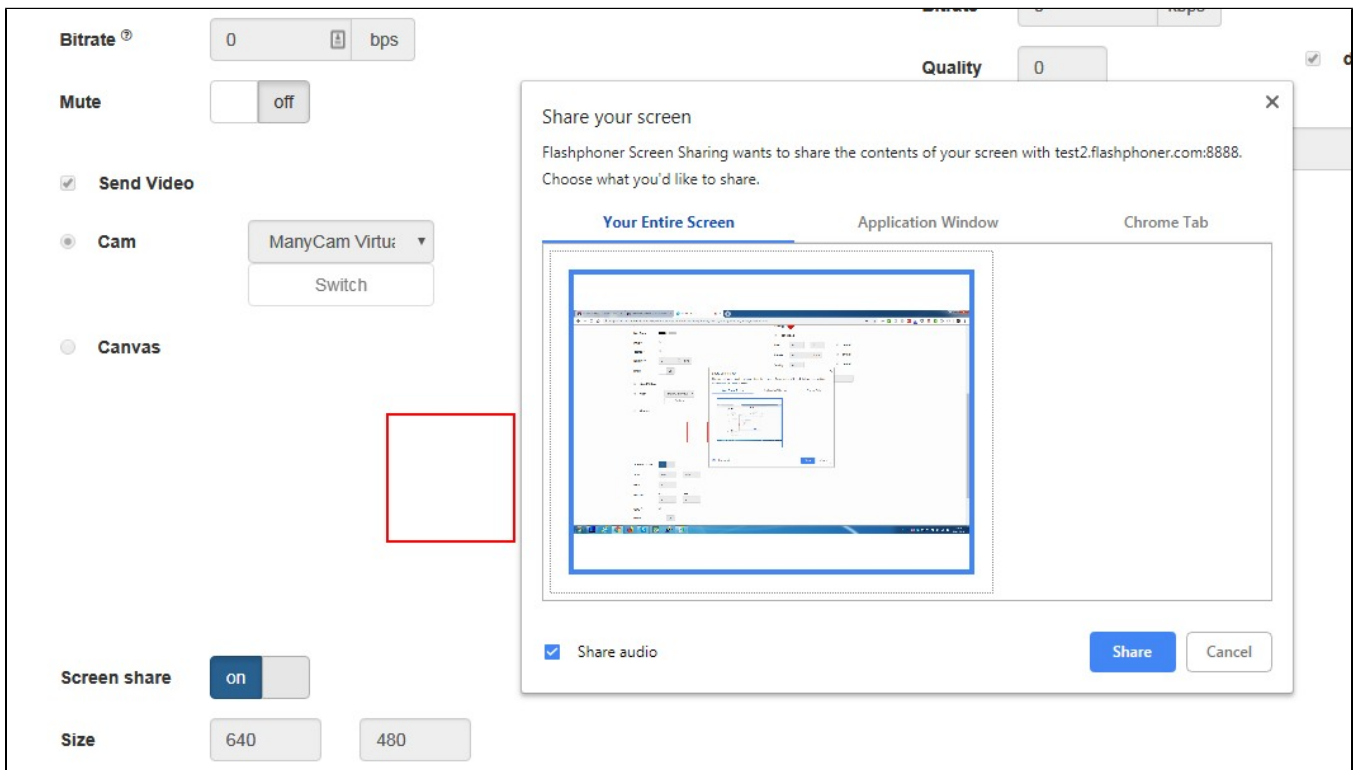 Bitrate ?
0
bps
Mute
off
Send Video
Cam
ManyCam Virtua
Switch
Canvas
Screen share
on
Size
640
480
Bitrate
kbps
Quality
0
Share your screen
Flashphoner Screen Sharing wants to share the contents of your screen with test2.flashphoner.com:8888.
Choose what you'd like to share.
Your Entire Screen
Application Window
Chrome Tab
Share audio
Share
Cancel